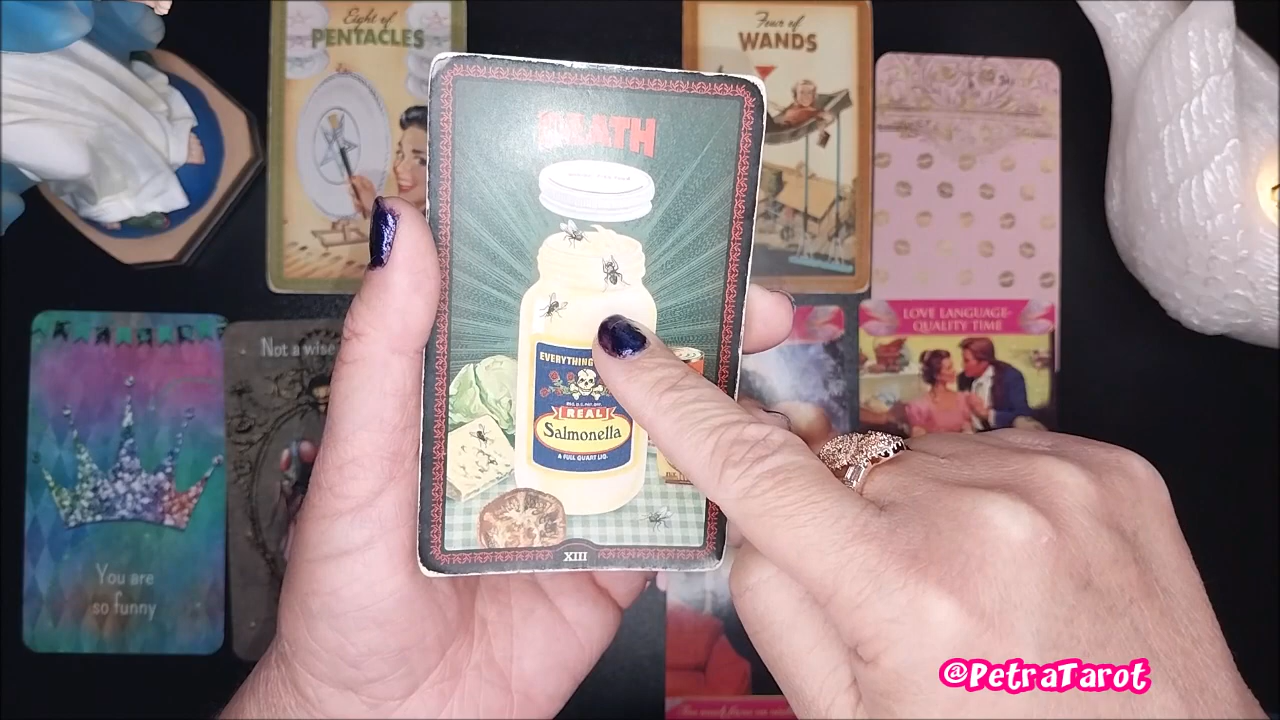 Eight of
PENTACLES
Four of
WANDS
DEATH
LOVE LANGUAGE-
QUALITY TIME
Not a wise
EVERYTHING
REAL
Salmonella
A FULL QUART LIQ.
XIII
You are
so funny
@PetraTarot